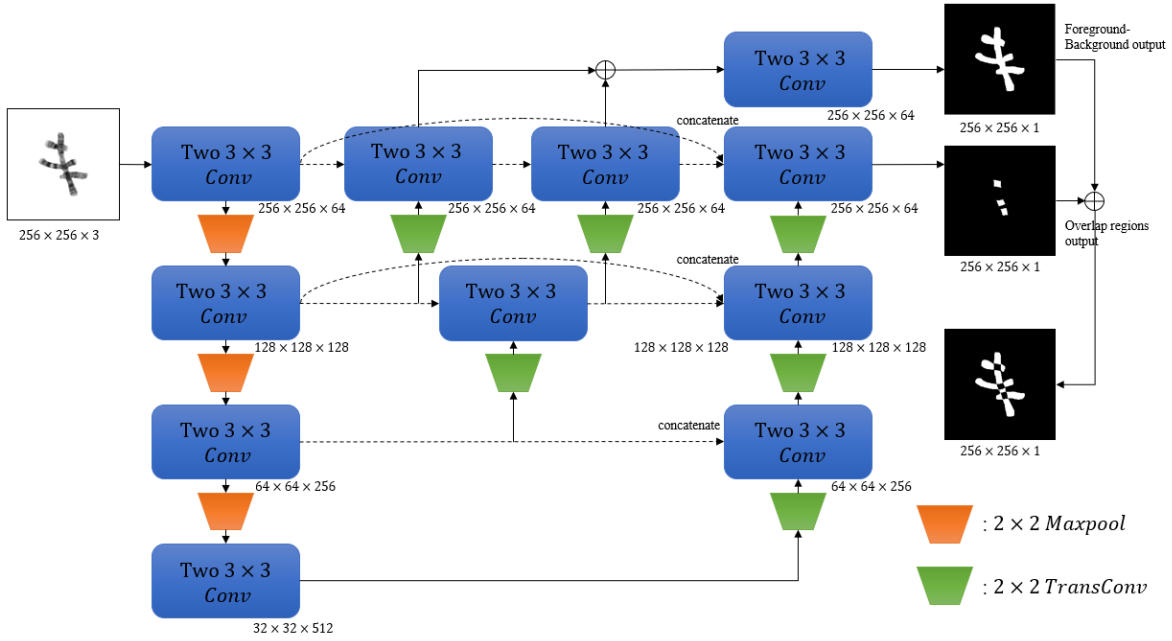 Two 3 × 3
Conv
256 × 256 × 64
Foreground-
Background output
256 × 256 × 1
concatenate
256 × 256 × 3
Two 3 × 3
Conv
256 × 256 × 64
Two 3 × 3
Conv
256 × 256 × 64
Two 3 × 3
Conv
256 × 256 × 64
Two 3 × 3
Conv
256 × 256 × 64
Overlap regions
output
256 × 256 × 1
concatenate
Two 3 × 3
Conv
128 × 128 × 128
Two 3 × 3
Conv
128 × 128 × 128
Two 3 × 3
Conv
128 × 128 × 128
concatenate
Two 3 × 3
Conv
64 × 64 × 256
Two 3 × 3
Conv
64 × 64 × 256
256 × 256 × 1
Two 3 × 3
Conv
32 × 32 × 512
: 2 × 2 Maxpool
: 2 × 2 TransConv